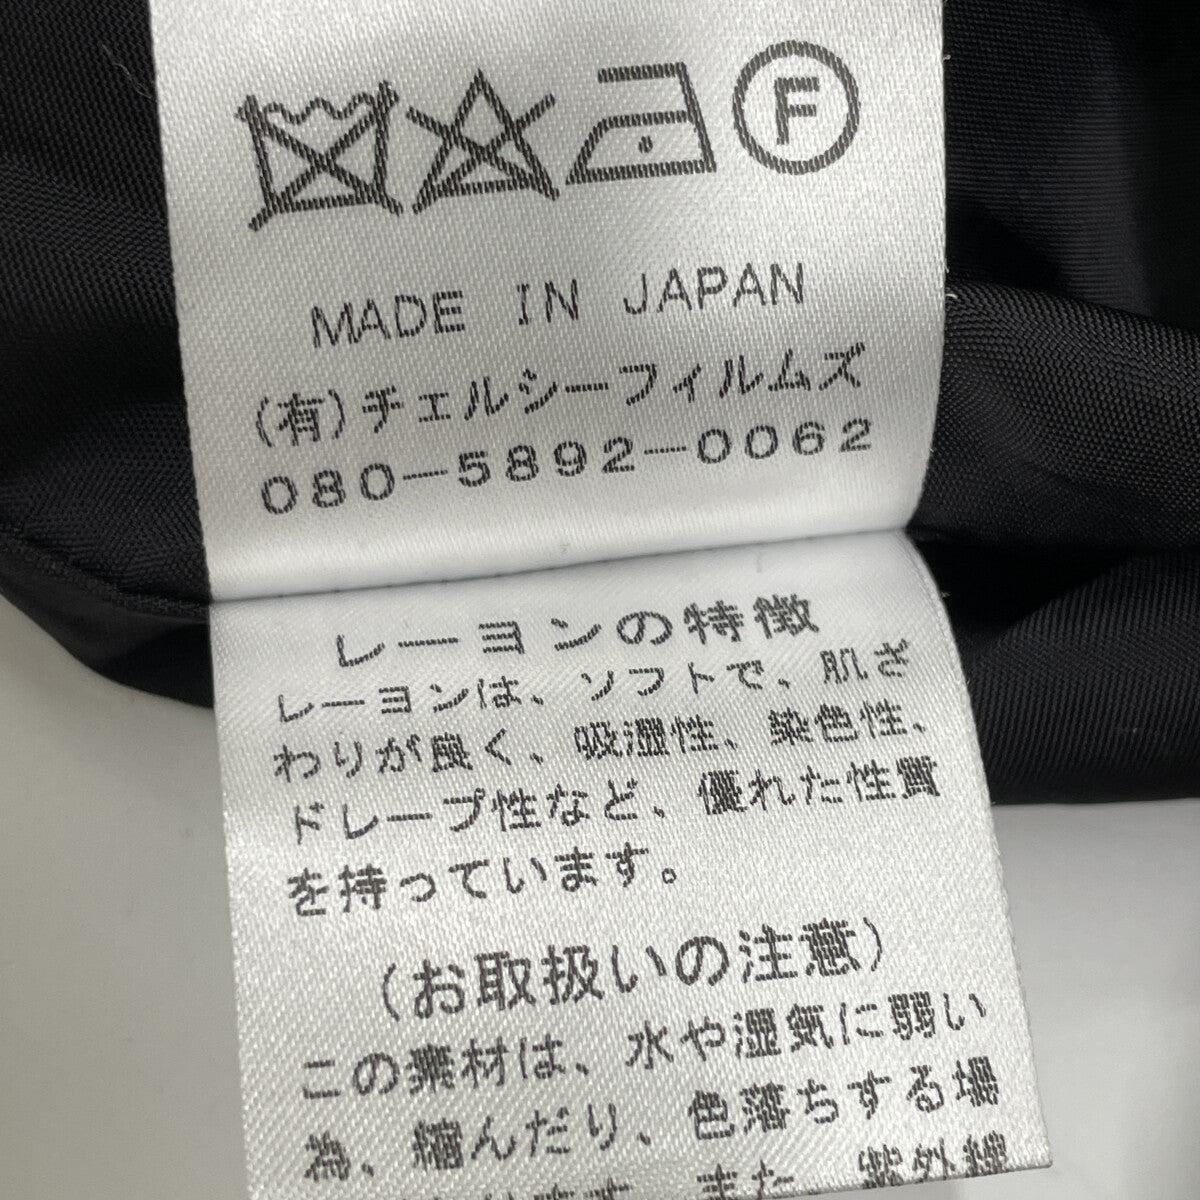 F
MADE IN JAPAN
(有)チェルシーフィルムズ
080-5892-0062
レーヨンの特徴
レーヨンは、ソフトで、肌ざ
わりが良く、吸湿性、染色性、
ドレープ性など、優れた性質
を持っています。
(お取扱いの注意)
この素材は、水や湿気に弱い
為、縮んだり、色落ちする場
また、紫外線